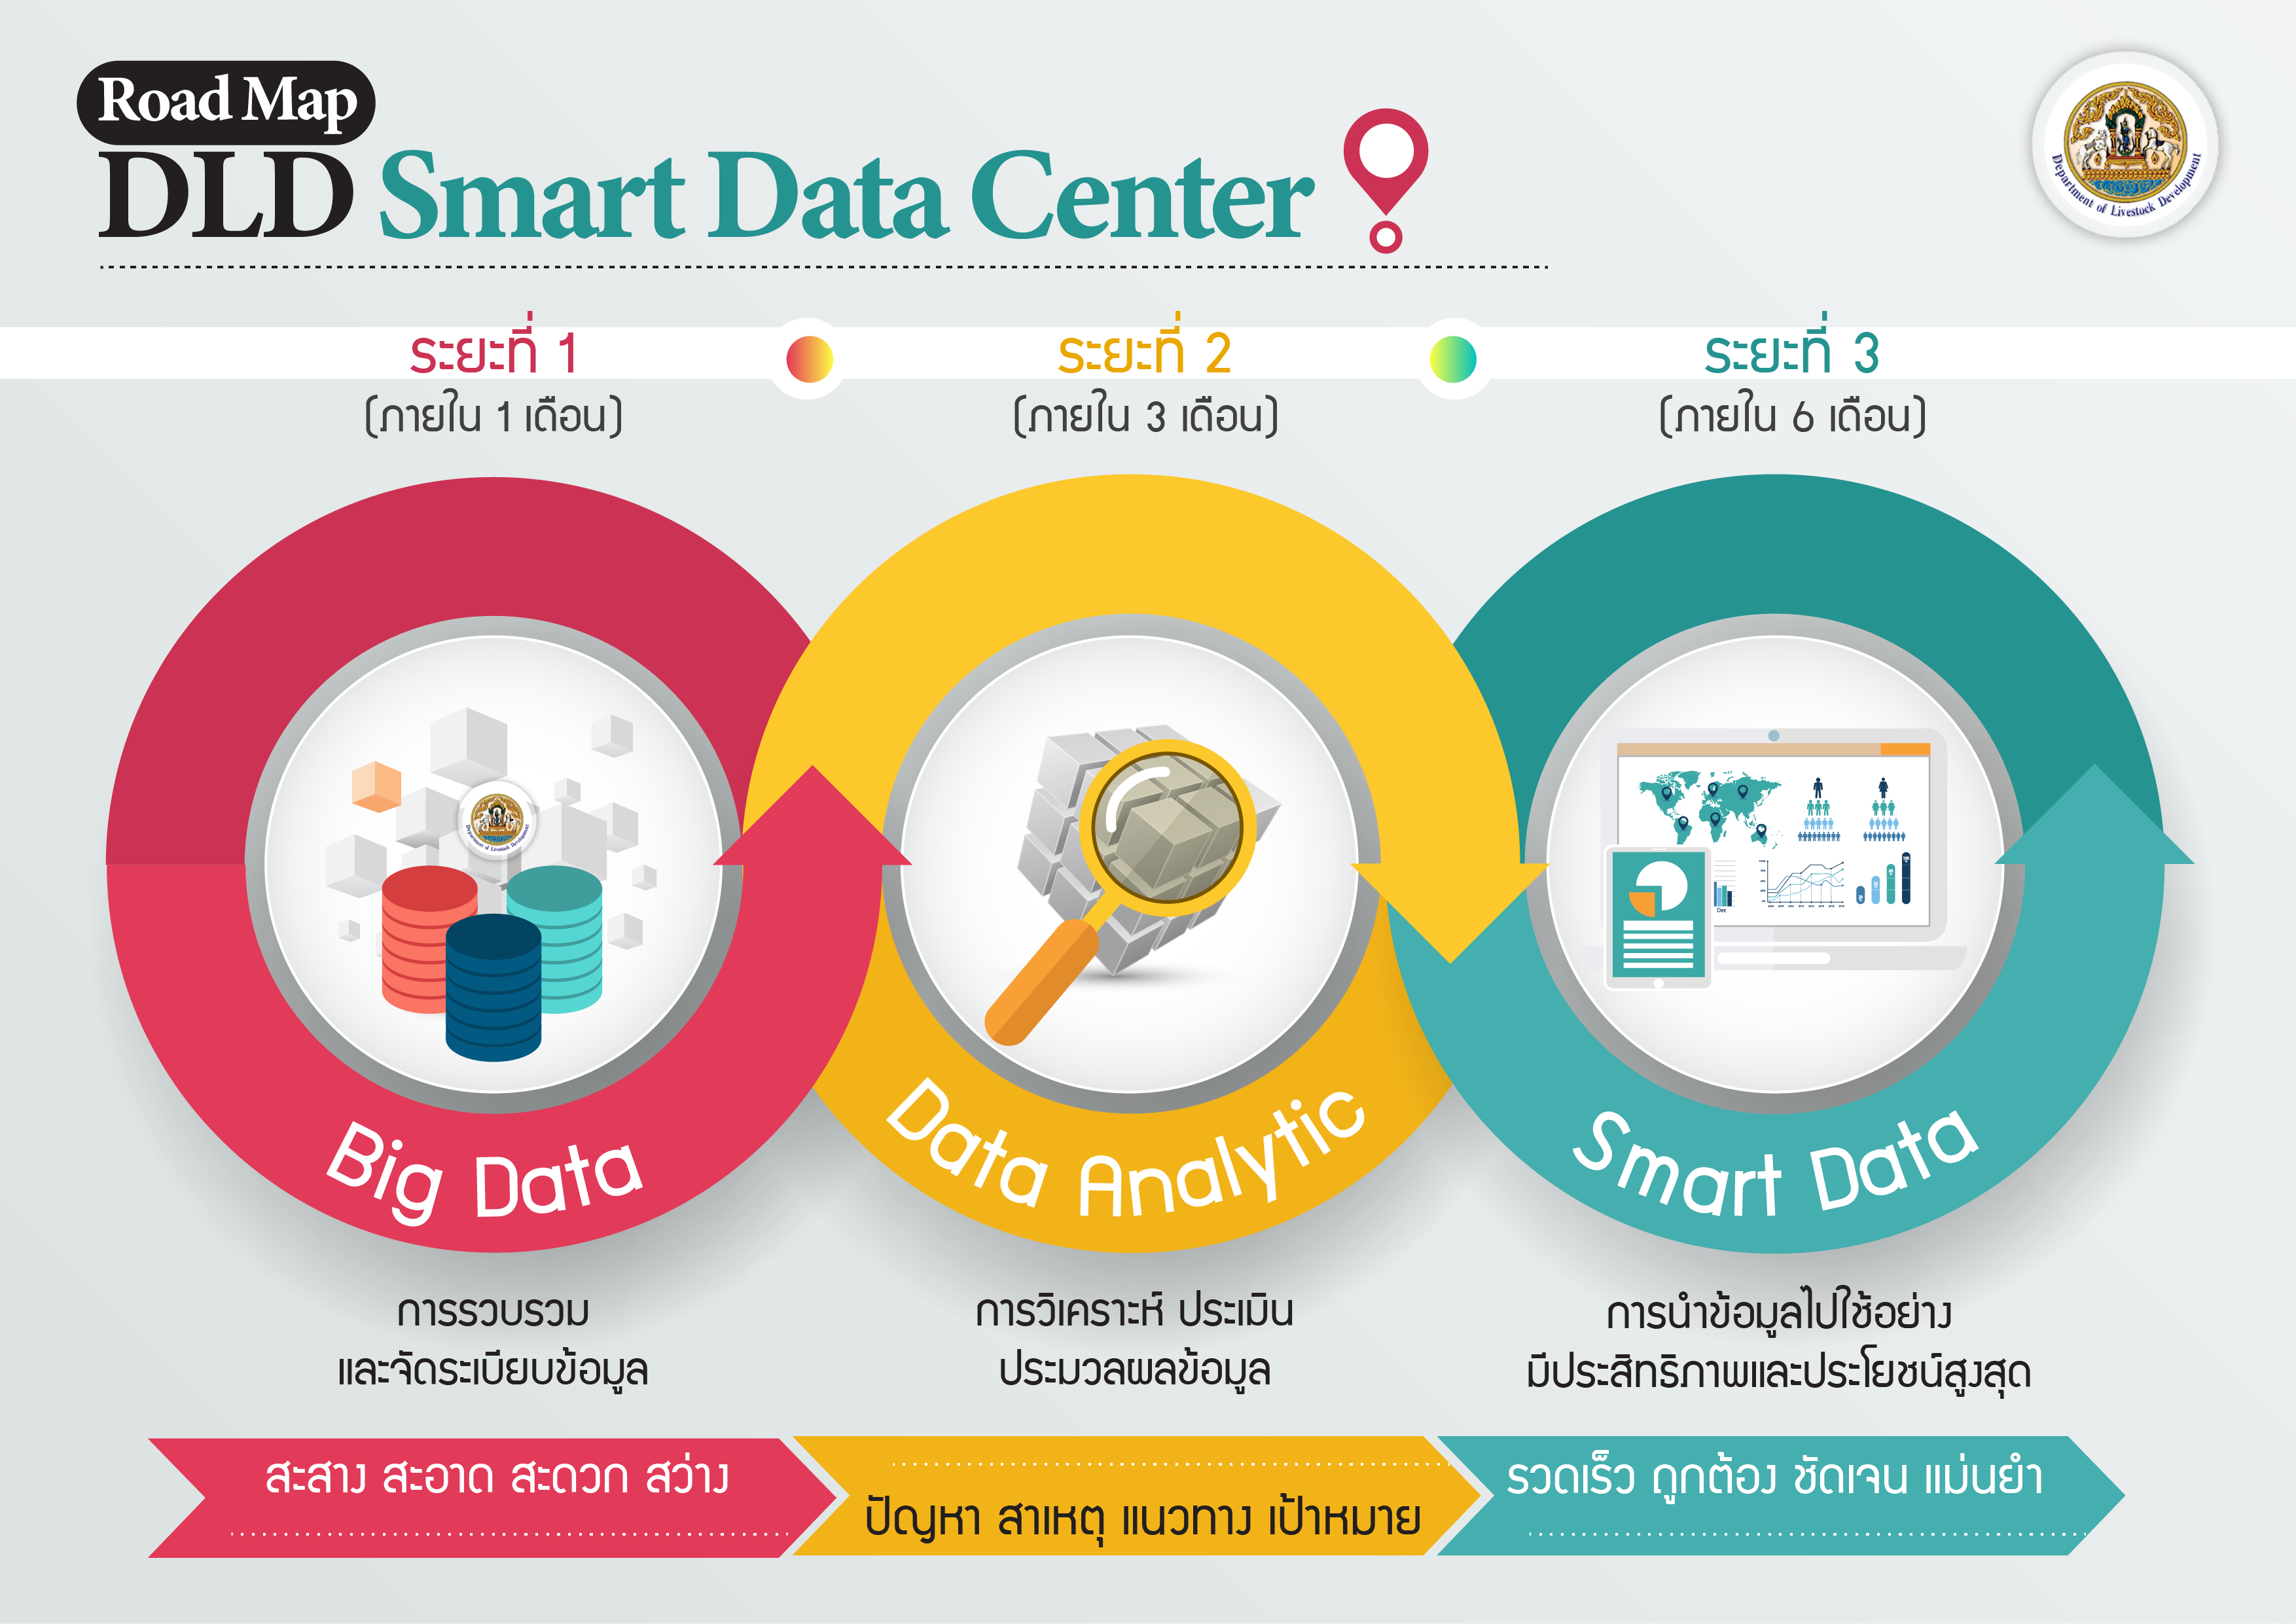 Road Map
DLD Smart Data Center
Department of Livestock Development
ระยะที่ 1
(ภายใน 1 เดือน)
ระยะที่ 2
(ภายใน 3 เดือน)
ระยะที่ 3
(ภายใน 6 เดือน)
Department of Livestock Development
Dec
Big Data
Data Analytic
Smart Data
การรวบรวม
และจัดระเบียบข้อมูล
การวิเคราะห์ ประเมิน
ประมวลผลข้อมูล
การนำข้อมูลไปใช้อย่าง
มีประสิทธิภาพและประโยชน์สูงสุด
สะสาง สะอาด สะดวก สว่าง
ปัญหา สาเหตุ แนวทาง เป้าหมาย
รวดเร็ว ถูกต้อง ชัดเจน แม่นยำ